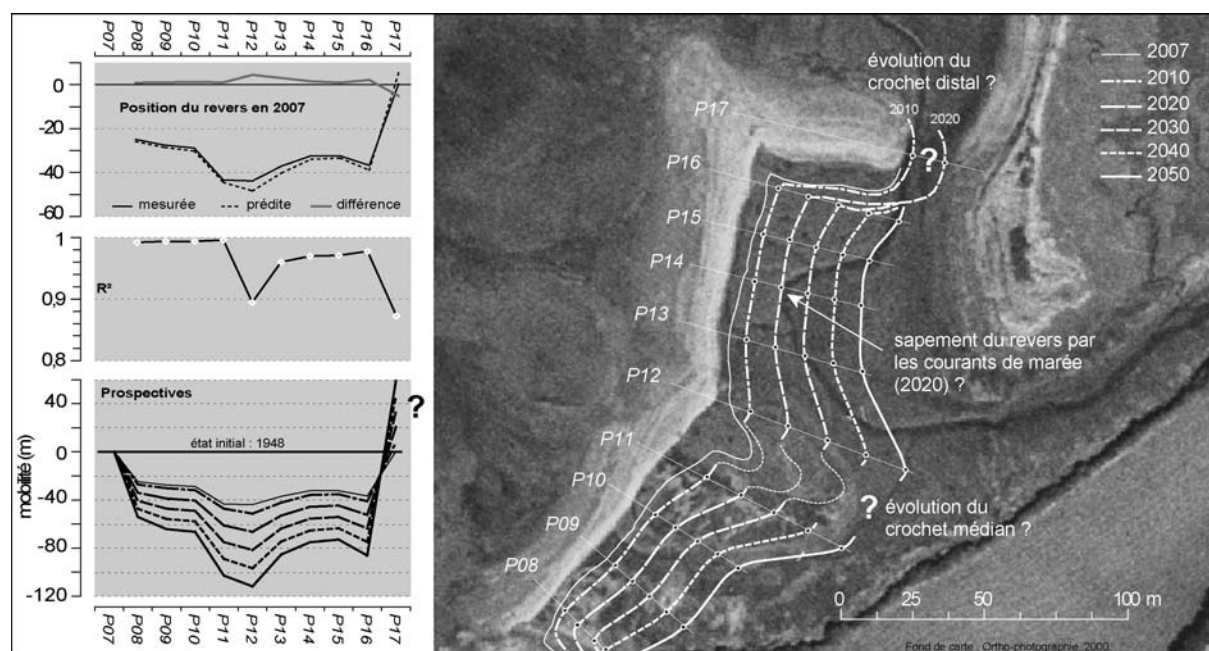 P07 P08 P09 P10 P11 P12 P13 P14 P15 P16 P17
0
-20
-40
-60
Position du revers en 2007
mesurée prédite différence
1
0,9
0,8
R²
Prospectives
40
0
-40
-80
-120
mobilité (m)
état initial : 1948
?
P07 P08 P09 P10 P11 P12 P13 P14 P15 P16 P17
évolution du
crochet distal ?
2010
2020
?
P17
P16
P15
P14
P13
P12
P11
P10
P09
P08
2007
2010
2020
2030
2040
2050
sapement du revers par
les courants de marée
(2020) ?
? évolution du
crochet médian ?
0 25 50 100 m
Fond de carte : Ortho-photographie, 2000